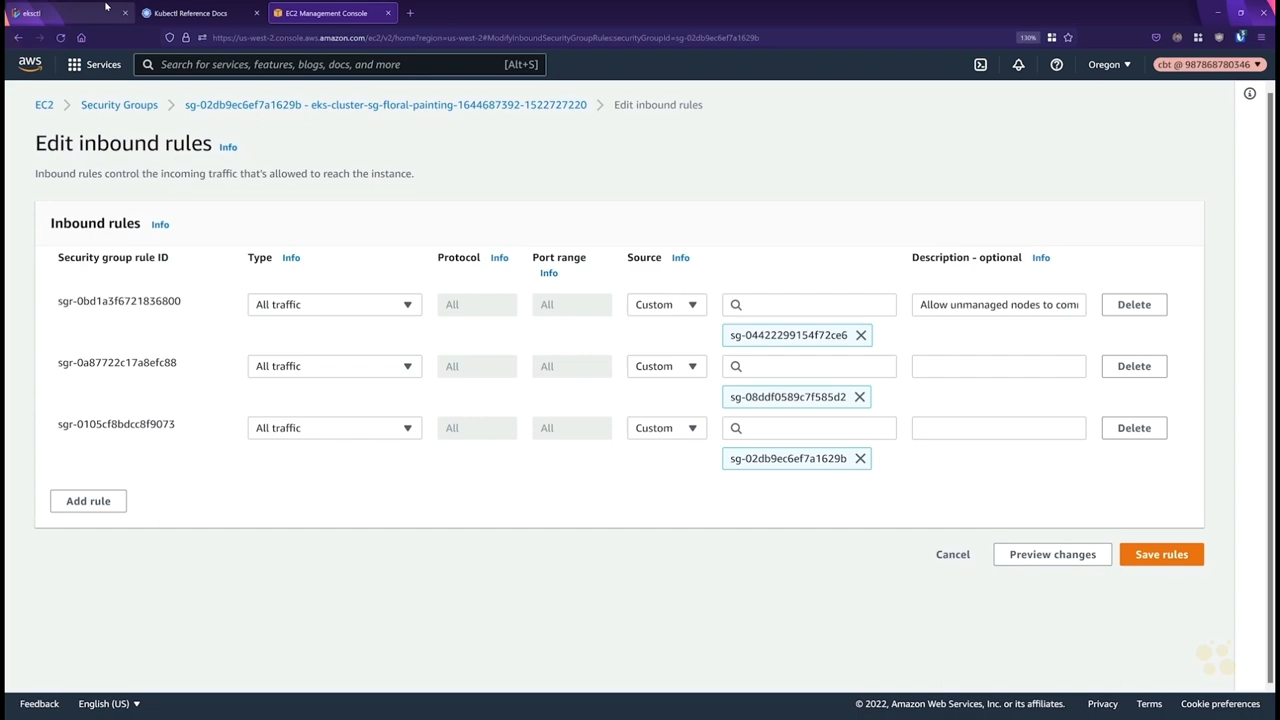 eksctl
Kubectl Reference Docs
EC2 Management Console
https://us-west-2.console.aws.amazon.com/ec2/v2/home?region=us-west-2#ModifyInboundSecurityGroupRules:securityGroupId=sg-02db9ec6ef7a1629b
130%
aws
Services
Search for services, features, blogs, docs, and more
[Alt+S]
Oregon
cbt @ 987868780346
EC2
Security Groups
sg-02db9ec6ef7a1629b - eks-cluster-sg-floral-painting-1644687392-1522727220
Edit inbound rules
Edit inbound rules Info
Inbound rules control the incoming traffic that's allowed to reach the instance.
Inbound rules Info
Security group rule ID
Type Info
Protocol Info
Port range Info
Source Info
Description - optional Info
sgr-0bd1a3f6721836800
All traffic
All
All
Custom
Allow unmanaged nodes to com
Delete
sg-04422299154f72ce6
sgr-0a87722c17a8efc88
All traffic
All
All
Custom
Delete
sg-08ddf0589c7f585d2
sgr-0105cf8bdcc8f9073
All traffic
All
All
Custom
Delete
sg-02db9ec6ef7a1629b
Add rule
Cancel
Preview changes
Save rules
Feedback
English (US)
© 2022, Amazon Web Services, Inc. or its affiliates.
Privacy
Terms
Cookie preferences